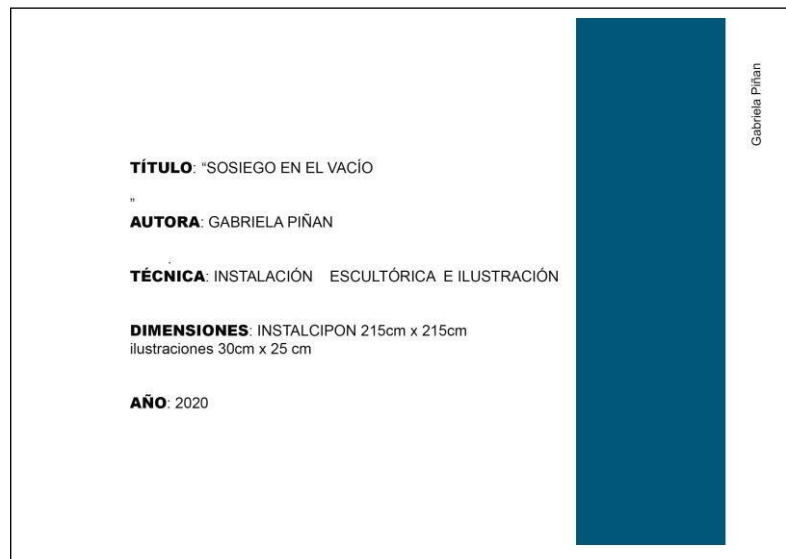 TÍTULO: “SOSIEGO EN EL VACÍO
„
AUTORA: GABRIELA PIÑAN
.
TÉCNICA: INSTALACIÓN ESCULTÓRICA E ILUSTRACIÓN
DIMENSIONES: INSTALCIPON 215cm x 215cm
ilustraciones 30cm x 25 cm
AÑO: 2020
Gabriela Piñan